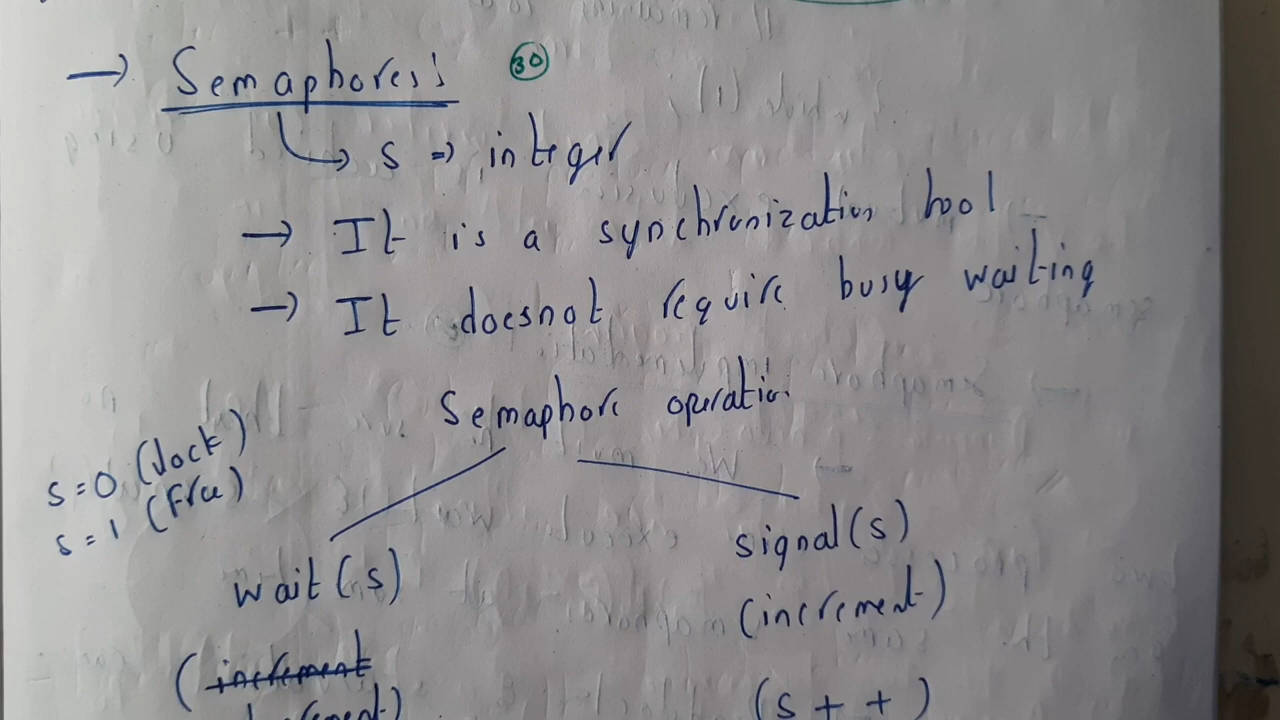 → Semaphores: 30
s => integer
→ It is a synchronization tool
→ It doesnot require busy waiting
Semaphore operation
s=0 (lock)
s=1 (Free)
wait(s)
signal(s)
(increment)
(increment
(s++)